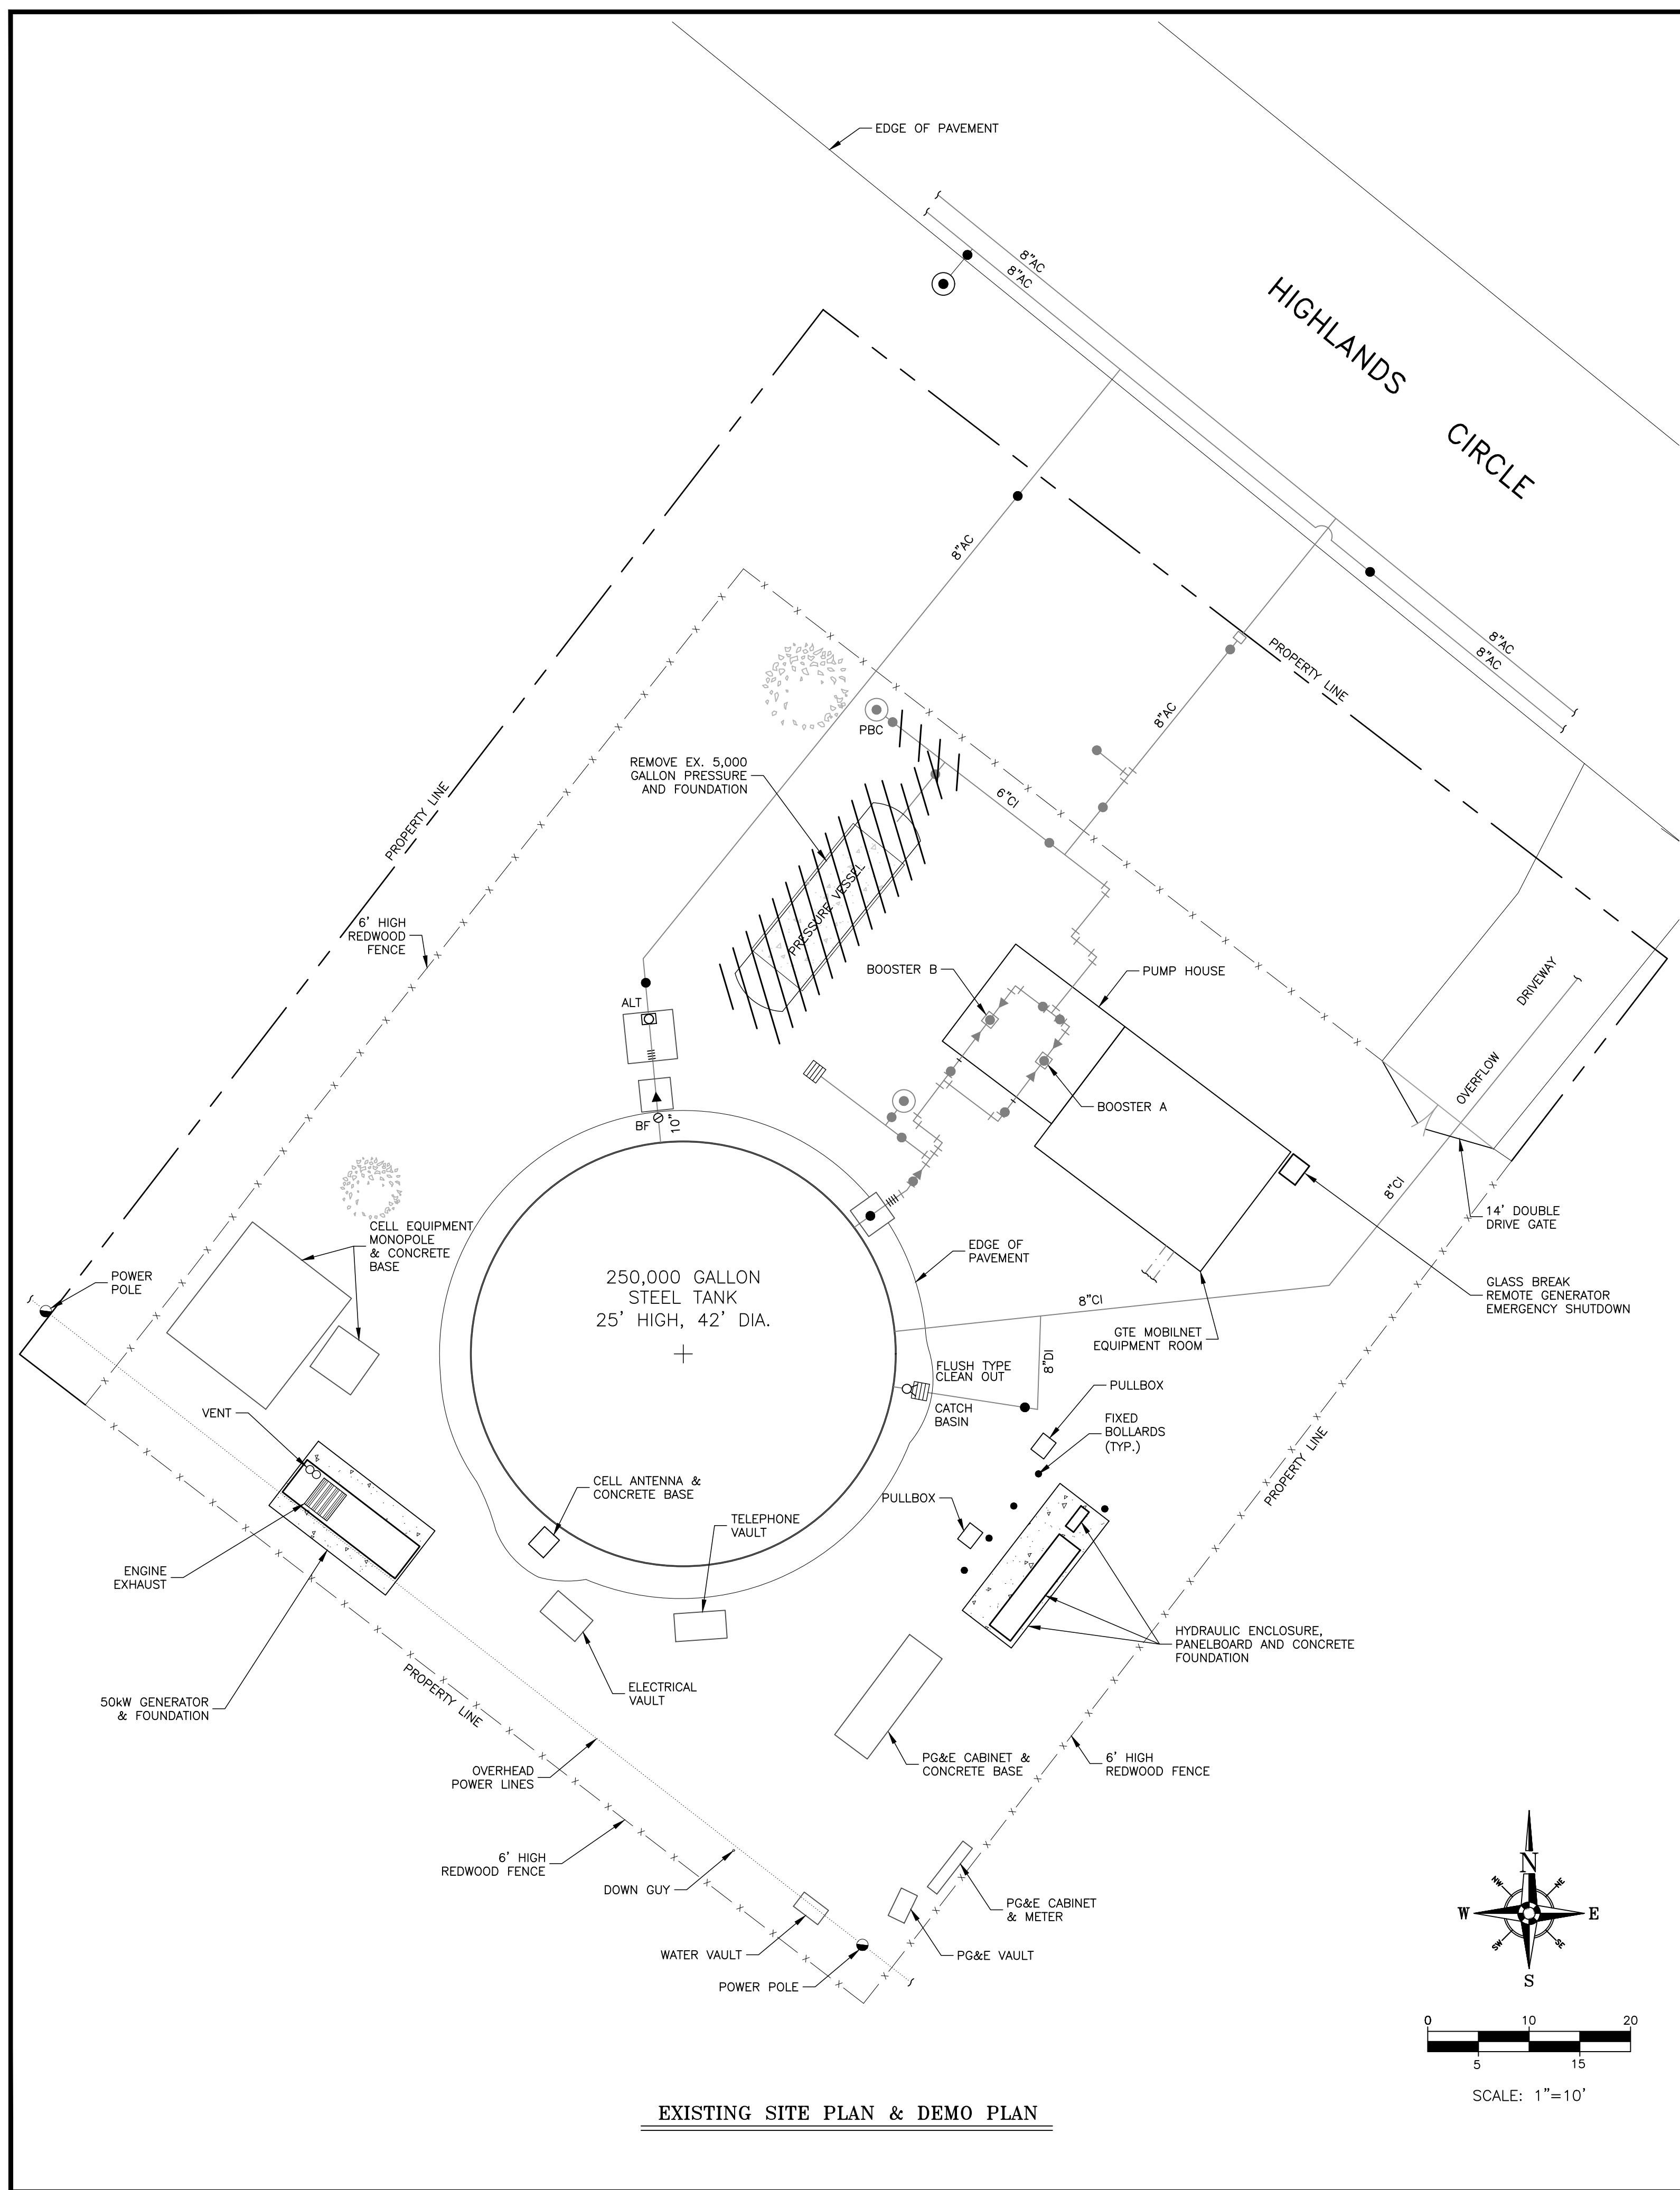 EDGE OF PAVEMENT
8"AC
8"AC
HIGHLANDS
CIRCLE
8"AC
8"AC
8"AC
PROPERTY LINE
8"AC
PBC
REMOVE EX. 5,000
GALLON PRESSURE
AND FOUNDATION
6"CI
PROPERTY LINE
PRESSURE VESSEL
6' HIGH
REDWOOD
FENCE
BOOSTER B
PUMP HOUSE
DRIVEWAY
ALT
OVERFLOW
BOOSTER A
BF
10"
8"CI
14' DOUBLE
DRIVE GATE
CELL EQUIPMENT
MONOPOLE
& CONCRETE
BASE
EDGE OF
PAVEMENT
POWER
POLE
250,000 GALLON
STEEL TANK
25' HIGH, 42' DIA.
GLASS BREAK
REMOTE GENERATOR
EMERGENCY SHUTDOWN
8"CI
GTE MOBILNET
EQUIPMENT ROOM
8"DI
FLUSH TYPE
CLEAN OUT
PULLBOX
CATCH
BASIN
VENT
FIXED
BOLLARDS
(TYP.)
PROPERTY LINE
CELL ANTENNA &
CONCRETE BASE
PULLBOX
TELEPHONE
VAULT
ENGINE
EXHAUST
HYDRAULIC ENCLOSURE,
PANELBOARD AND CONCRETE
FOUNDATION
PROPERTY LINE
ELECTRICAL
VAULT
50kW GENERATOR
& FOUNDATION
PG&E CABINET &
CONCRETE BASE
6' HIGH
REDWOOD FENCE
OVERHEAD
POWER LINES
6' HIGH
REDWOOD FENCE
DOWN GUY
PG&E CABINET
& METER
WATER VAULT
PG&E VAULT
POWER POLE
N
NW
NE
W
E
SW
SE
S
0 10 20
5 15
SCALE: 1"=10'
EXISTING SITE PLAN & DEMO PLAN